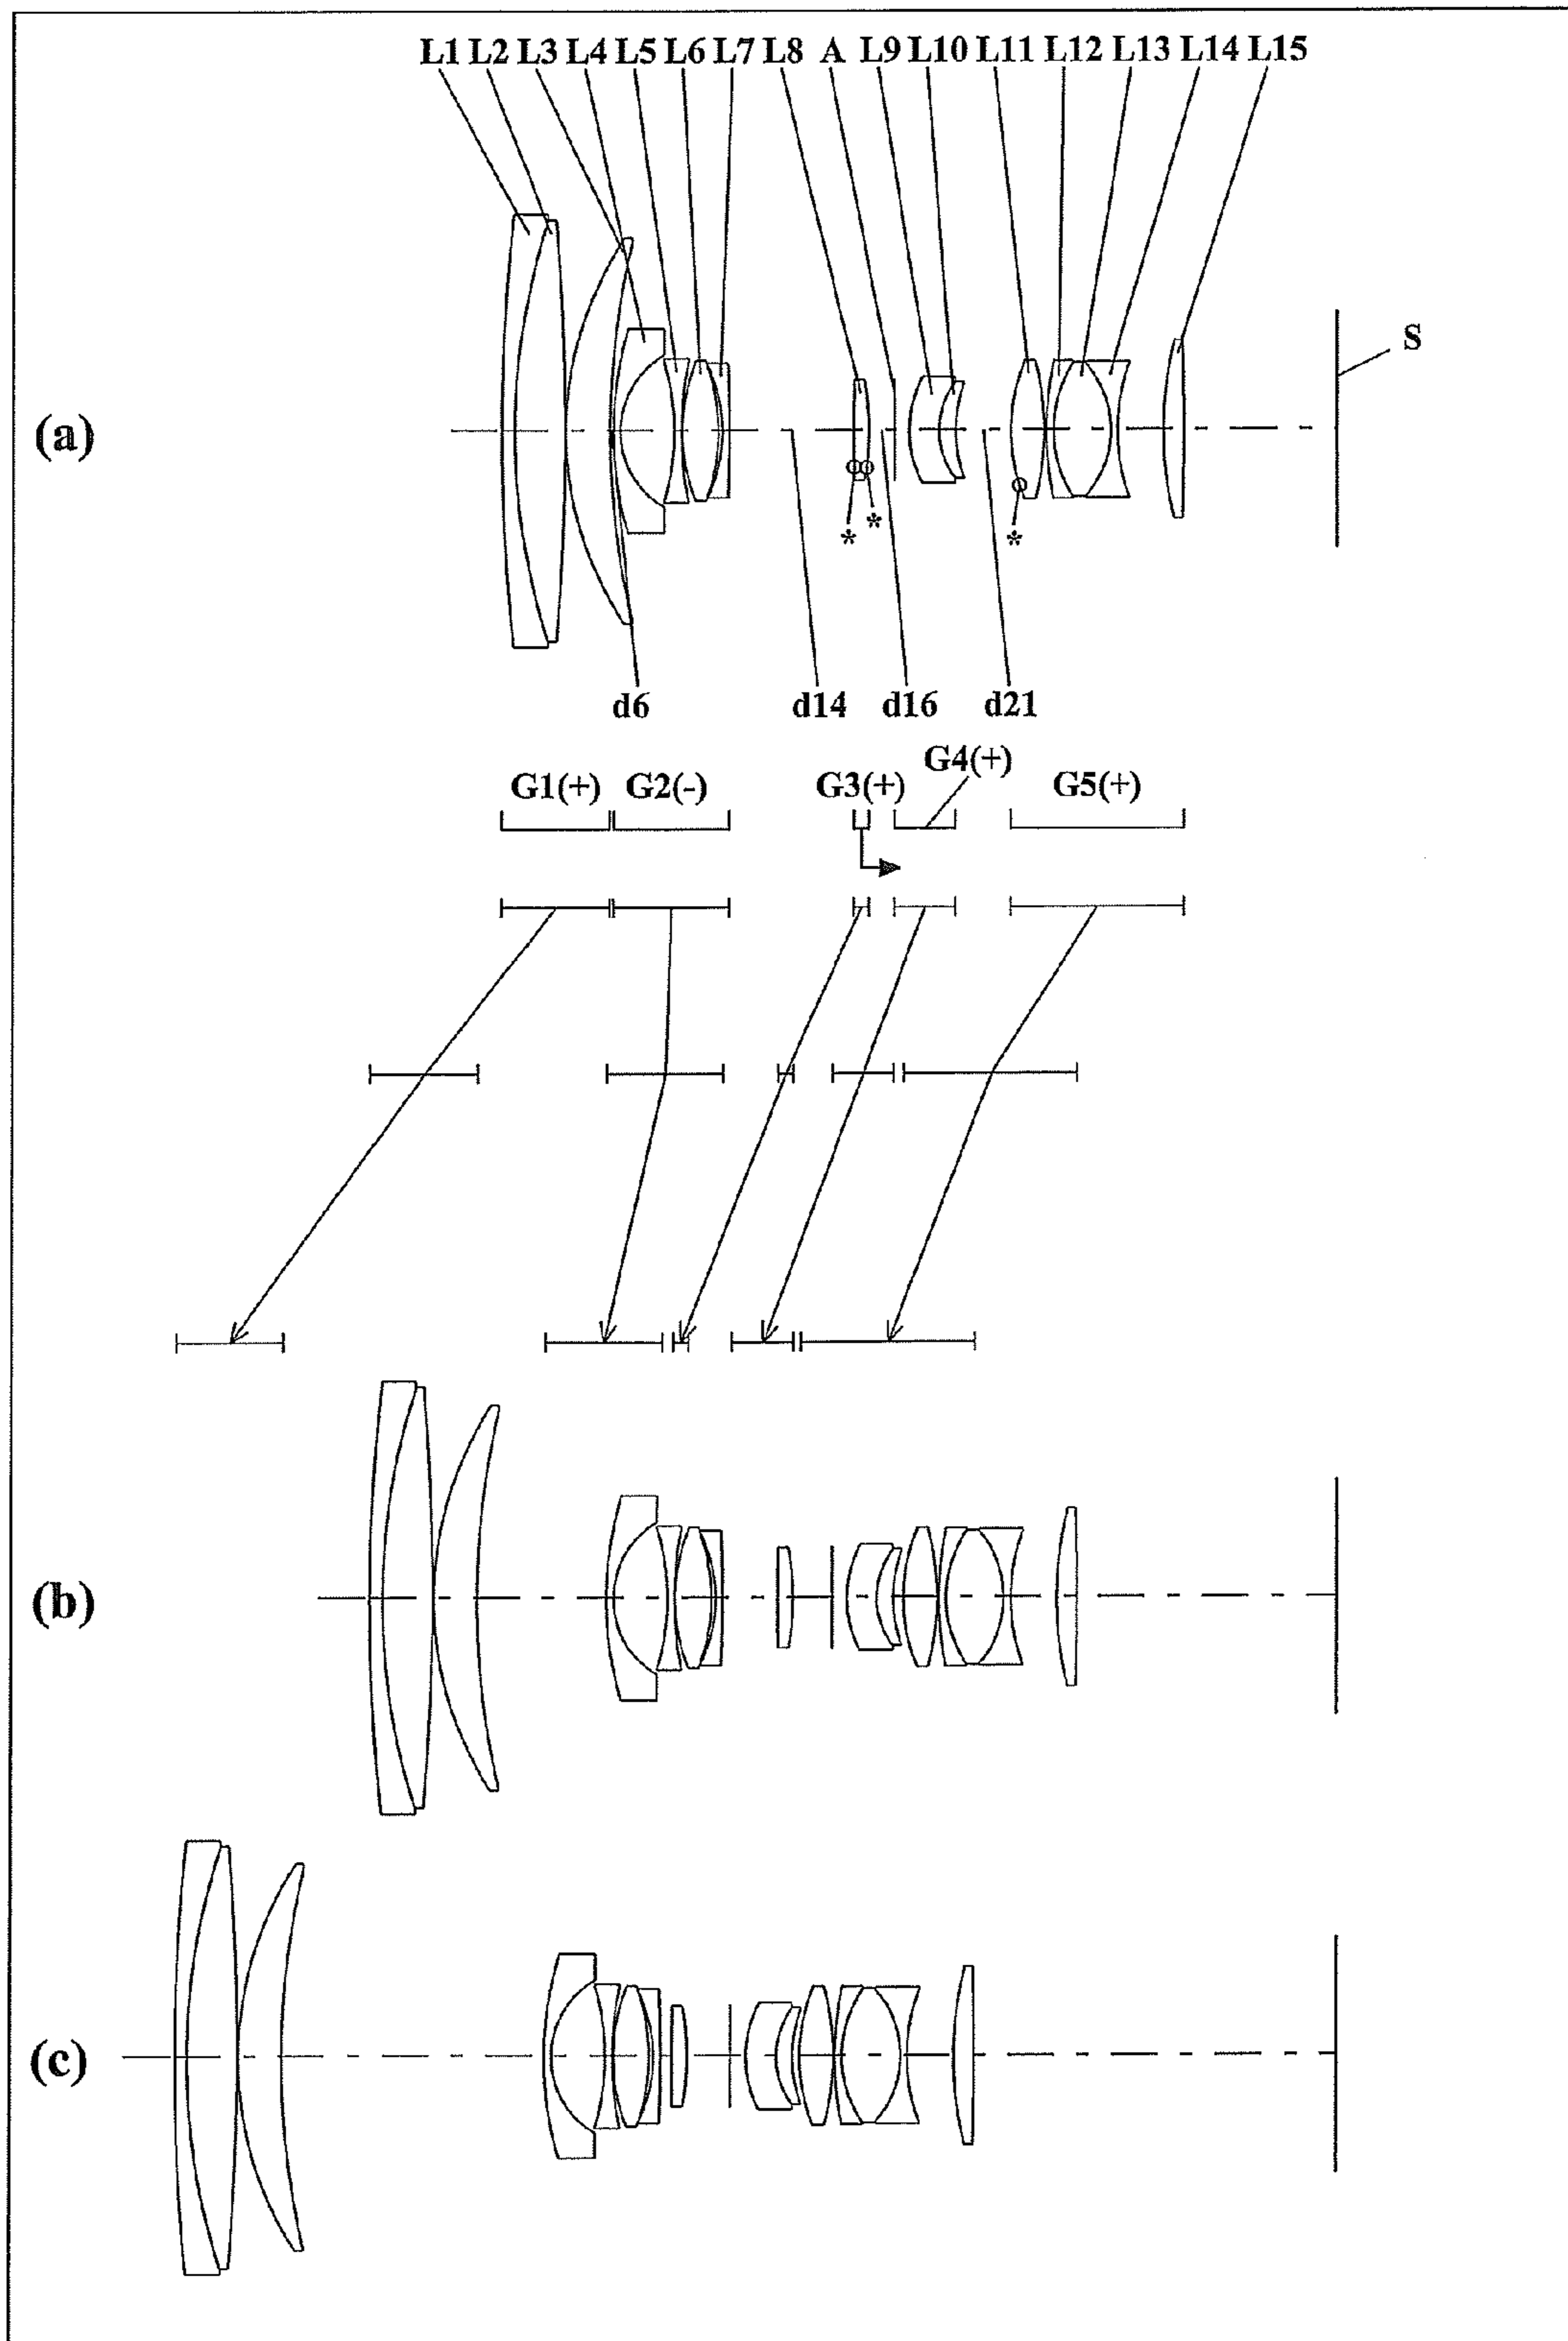 L1 L2 L3 L4 L5 L6 L7 L8 A L9 L10 L11 L12 L13 L14 L15
S
(a)
* * *
d6 d14 d16 d21
G1(+) G2(-) G3(+) G4(+) G5(+)
(b)
(c)